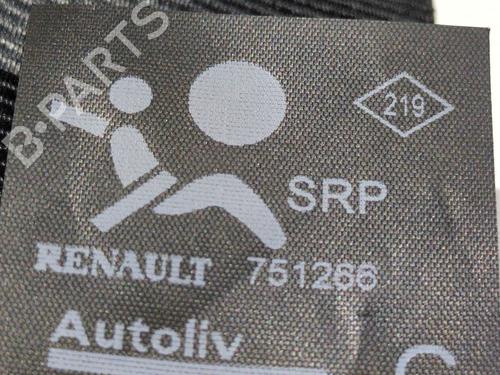 B-PARTS
219
SRP
RENAULT 751266
Autoliv
C